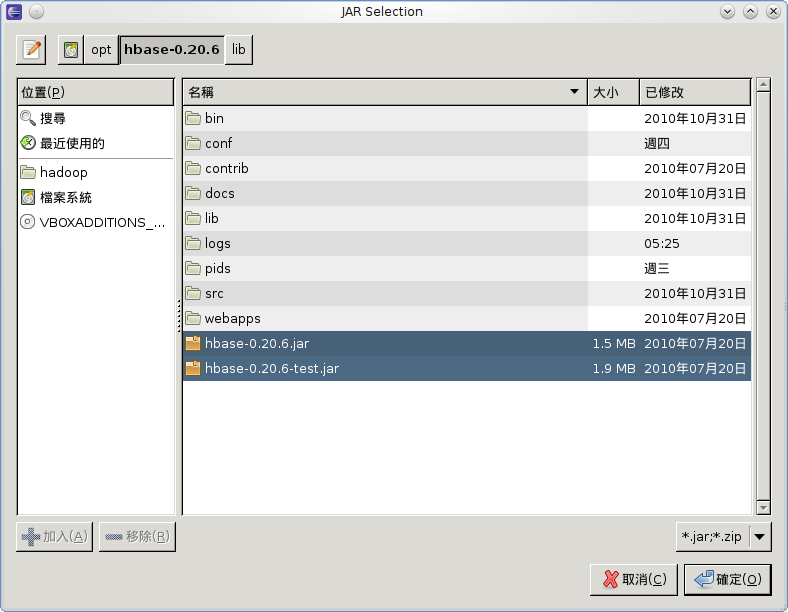 JAR Selection
opt hbase-0.20.6 lib
位置(P)
搜尋
最近使用的
hadoop
檔案系統
VBOXADDITIONS_...
名稱 大小 已修改
bin 2010年10月31日
conf 週四
contrib 2010年07月20日
docs 2010年10月31日
lib 2010年10月31日
logs 05:25
pids 週三
src 2010年10月31日
webapps 2010年07月20日
hbase-0.20.6.jar 1.5 MB 2010年07月20日
hbase-0.20.6-test.jar 1.9 MB 2010年07月20日
加入(A) 移除(R) *.jar;*.zip
取消(C) 確定(O)